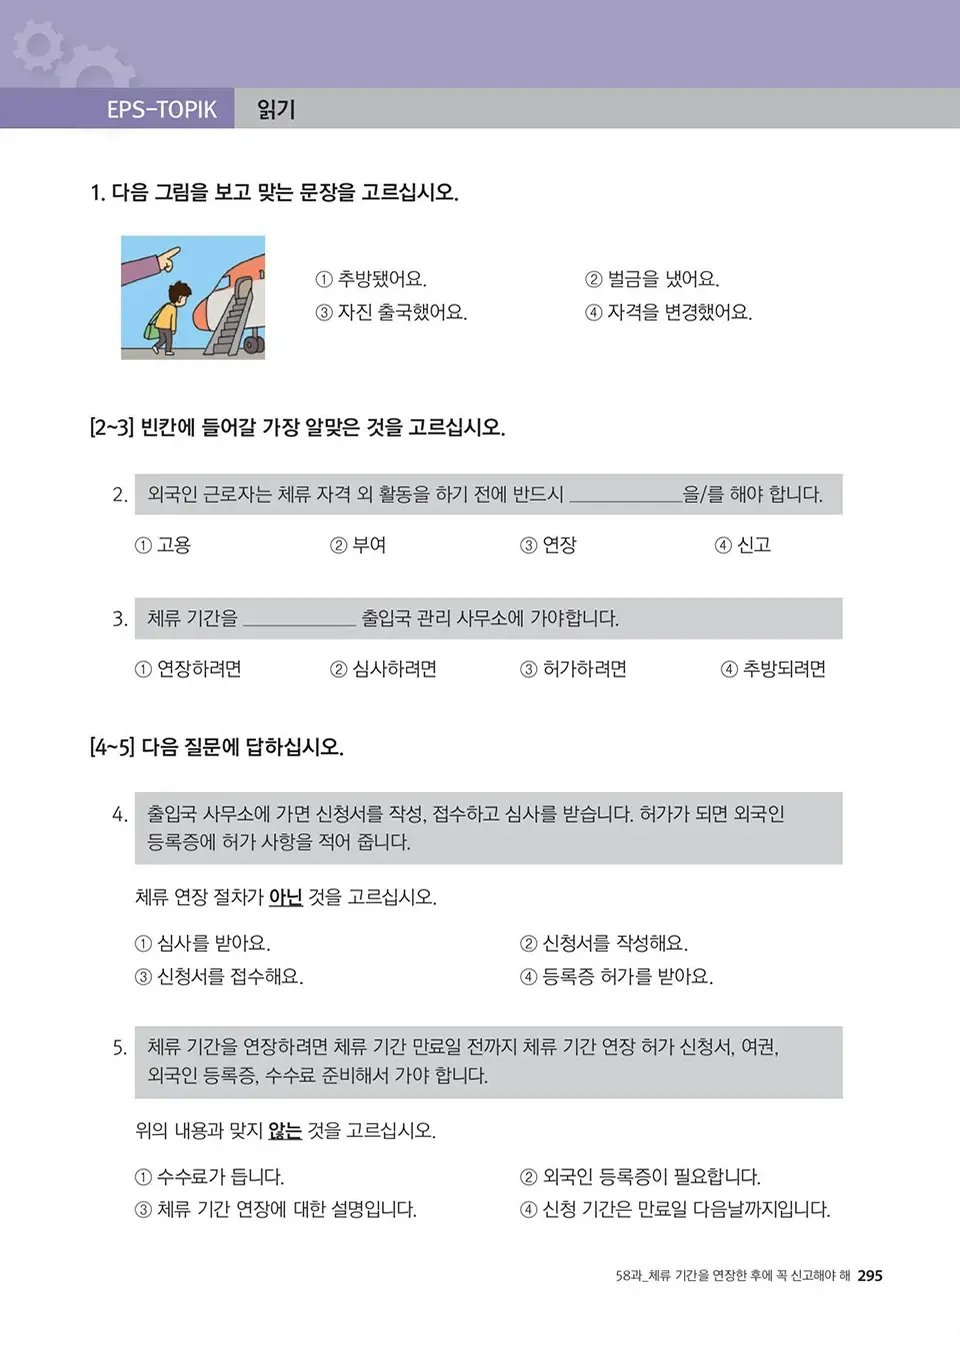 EPS-TOPIK 읽기
1. 다음 그림을 보고 맞는 문장을 고르십시오.
① 추방됐어요. ② 벌금을 냈어요.
③ 자진 출국했어요. ④ 자격을 변경했어요.
[2~3] 빈칸에 들어갈 가장 알맞은 것을 고르십시오.
2. 외국인 근로자는 체류 자격 외 활동을 하기 전에 반드시 ____________을/를 해야 합니다.
① 고용 ② 부여 ③ 연장 ④ 신고
3. 체류 기간을 ____________ 출입국 관리 사무소에 가야합니다.
① 연장하려면 ② 심사하려면 ③ 허가하려면 ④ 추방되려면
[4~5] 다음 질문에 답하십시오.
4. 출입국 사무소에 가면 신청서를 작성, 접수하고 심사를 받습니다. 허가가 되면 외국인
등록증에 허가 사항을 적어 줍니다.
체류 연장 절차가 아닌 것을 고르십시오.
① 심사를 받아요. ② 신청서를 작성해요.
③ 신청서를 접수해요. ④ 등록증 허가를 받아요.
5. 체류 기간을 연장하려면 체류 기간 만료일 전까지 체류 기간 연장 허가 신청서, 여권,
외국인 등록증, 수수료 준비해서 가야 합니다.
위의 내용과 맞지 않는 것을 고르십시오.
① 수수료가 듭니다. ② 외국인 등록증이 필요합니다.
③ 체류 기간 연장에 대한 설명입니다. ④ 신청 기간은 만료일 다음날까지입니다.
58과_체류 기간을 연장한 후에 꼭 신고해야 해 295